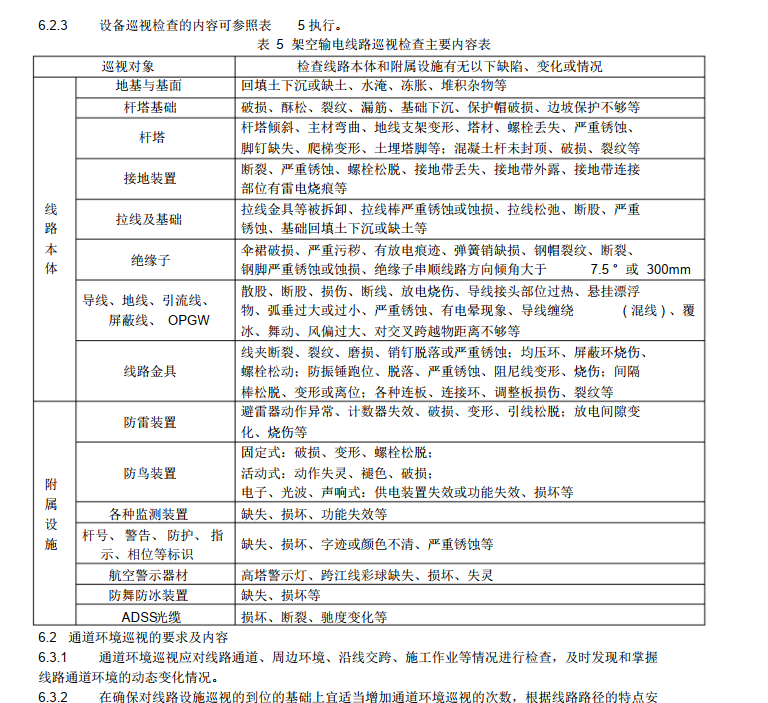 6.2.3 设备巡视检查的内容可参照表 5 执行。
表 5 架空输电线路巡视检查主要内容表
巡视对象 检查线路本体和附属设施有无以下缺陷、变化或情况
线路本体
地基与基面 回填土下沉或缺土、水淹、冻胀、堆积杂物等
杆塔基础 破损、酥松、裂纹、漏筋、基础下沉、保护帽破损、边坡保护不够等
杆塔 杆塔倾斜、主材弯曲、地线支架变形、塔材、螺栓丢失、严重锈蚀、
脚钉缺失、爬梯变形、土埋塔脚等；混凝土杆未封顶、破损、裂纹等
接地装置 断裂、严重锈蚀、螺栓松脱、接地带丢失、接地带外露、接地带连接
部位有雷电烧痕等
拉线及基础 拉线金具等被拆卸、拉线棒严重锈蚀或蚀损、拉线松弛、断股、严重
锈蚀、基础回填土下沉或缺土等
绝缘子 伞裙破损、严重污秽、有放电痕迹、弹簧销缺损、钢帽裂纹、断裂、
钢脚严重锈蚀或蚀损、绝缘子串顺线路方向倾角大于 7.5 ° 或 300mm
导线、地线、引流线、
屏蔽线、 OPGW
散股、断股、损伤、断线、放电烧伤、导线接头部位过热、悬挂漂浮
物、弧垂过大或过小、严重锈蚀、有电晕现象、导线缠绕 ( 混线 ) 、覆
冰、舞动、风偏过大、对交叉跨越物距离不够等
线路金具 线夹断裂、裂纹、磨损、销钉脱落或严重锈蚀；均压环、屏蔽环烧伤、
螺栓松动；防振锤跑位、脱落、严重锈蚀、阻尼线变形、烧伤；间隔
棒松脱、变形或离位；各种连板、连接环、调整板损伤、裂纹等
附属设施
防雷装置 避雷器动作异常、计数器失效、破损、变形、引线松脱；放电间隙变
化、烧伤等
防鸟装置 固定式：破损、变形、螺栓松脱；
活动式：动作失灵、褪色、破损；
电子、光波、声响式：供电装置失效或功能失效、损坏等
各种监测装置 缺失、损坏、功能失效等
杆号、 警告、 防护、 指
示、相位等标识
缺失、损坏、字迹或颜色不清、严重锈蚀等
航空警示器材 高塔警示灯、跨江线彩球缺失、损坏、失灵
防舞防冰装置 缺失、损坏等
ADSS光缆 损坏、断裂、驰度变化等
6.2 通道环境巡视的要求及内容
6.3.1 通道环境巡视应对线路通道、周边环境、沿线交跨、施工作业等情况进行检查，及时发现和掌握
线路通道环境的动态变化情况。
6.3.2 在确保对线路设施巡视的到位的基础上宜适当增加通道环境巡视的次数，根据线路路径的特点安